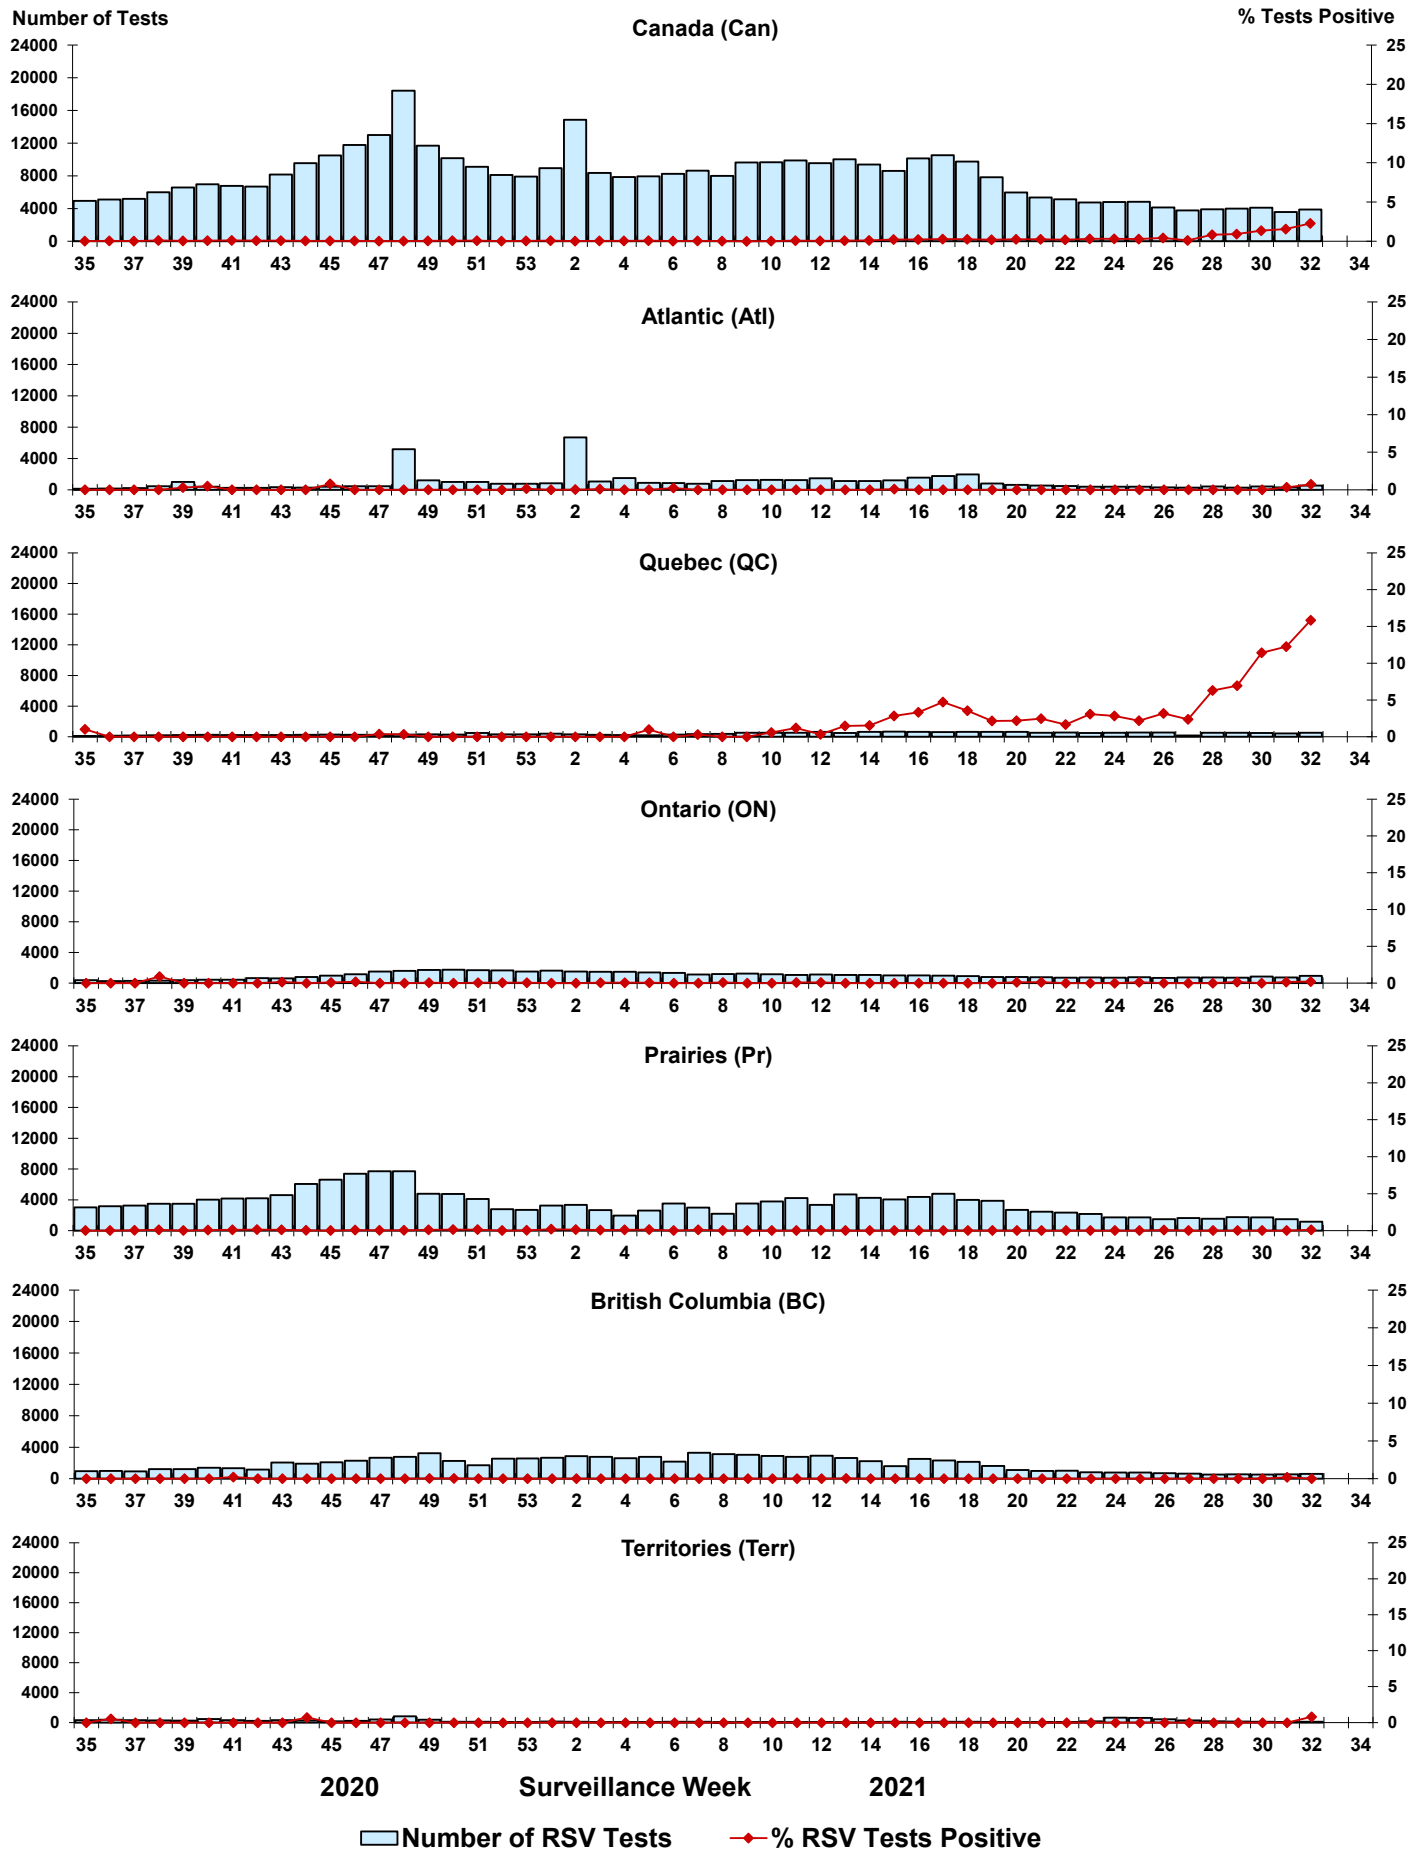 Number of Tests
% Tests Positive
Canada (Can)
24000 25
20000 20
16000 15
12000 10
8000 5
4000 0
0
35 37 39 41 43 45 47 49 51 53 2 4 6 8 10 12 14 16 18 20 22 24 26 28 30 32 34
Atlantic (Atl)
24000 25
20000 20
16000 15
12000 10
8000 5
4000 0
0
35 37 39 41 43 45 47 49 51 53 2 4 6 8 10 12 14 16 18 20 22 24 26 28 30 32 34
Quebec (QC)
24000 25
20000 20
16000 15
12000 10
8000 5
4000 0
0
35 37 39 41 43 45 47 49 51 53 2 4 6 8 10 12 14 16 18 20 22 24 26 28 30 32 34
Ontario (ON)
24000 25
20000 20
16000 15
12000 10
8000 5
4000 0
0
35 37 39 41 43 45 47 49 51 53 2 4 6 8 10 12 14 16 18 20 22 24 26 28 30 32 34
Prairies (Pr)
24000 25
20000 20
16000 15
12000 10
8000 5
4000 0
0
35 37 39 41 43 45 47 49 51 53 2 4 6 8 10 12 14 16 18 20 22 24 26 28 30 32 34
British Columbia (BC)
24000 25
20000 20
16000 15
12000 10
8000 5
4000 0
0
35 37 39 41 43 45 47 49 51 53 2 4 6 8 10 12 14 16 18 20 22 24 26 28 30 32 34
Territories (Terr)
24000 25
20000 20
16000 15
12000 10
8000 5
4000 0
0
35 37 39 41 43 45 47 49 51 53 2 4 6 8 10 12 14 16 18 20 22 24 26 28 30 32 34
2020 Surveillance Week 2021
Number of RSV Tests % RSV Tests Positive